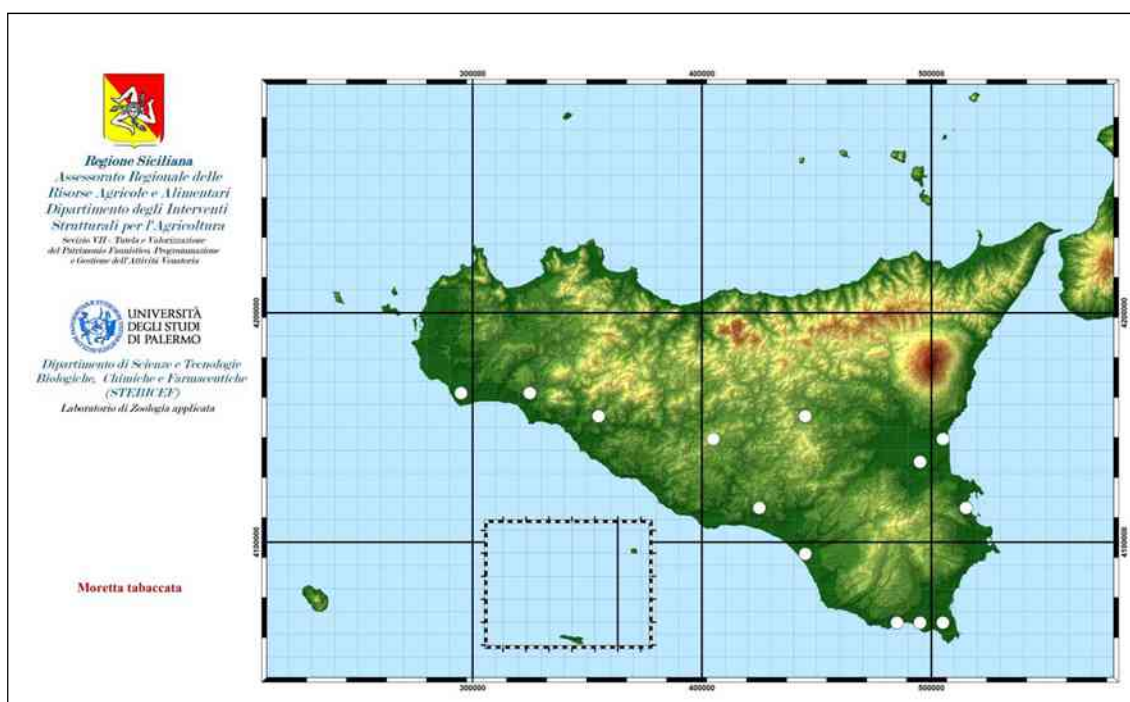 300000
400000
500000
Regione Siciliana
Assessorato Regionale delle
Risorse Agricole e Alimentari
Dipartimento degli Interventi
Strutturali per l'Agricoltura
Servizio VII - Tutela e Valorizzazione
del Patrimonio Faunistico, Programmazione
e Gestione dell'Attività Venatoria
UNIVERSITÀ
DEGLI STUDI
DI PALERMO
Dipartimento di Scienze e Tecnologie
Biologiche, Chimiche e Farmaceutiche
(STEBICEF)
Laboratorio di Zoologia applicata
4200000
4200000
4100000
4100000
Moretta tabaccata
300000
400000
500000